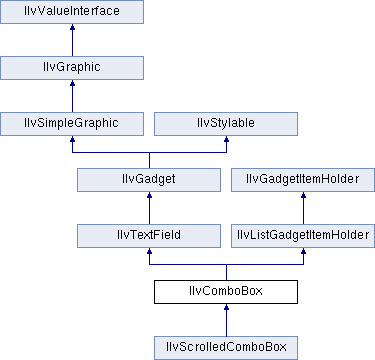 IlvValueInterface
IlvGraphic
IlvSimpleGraphic
IlvStylable
IlvGadget
IlvGadgetItemHolder
IlvTextField
IlvListGadgetItemHolder
IlvComboBox
IlvScrolledComboBox